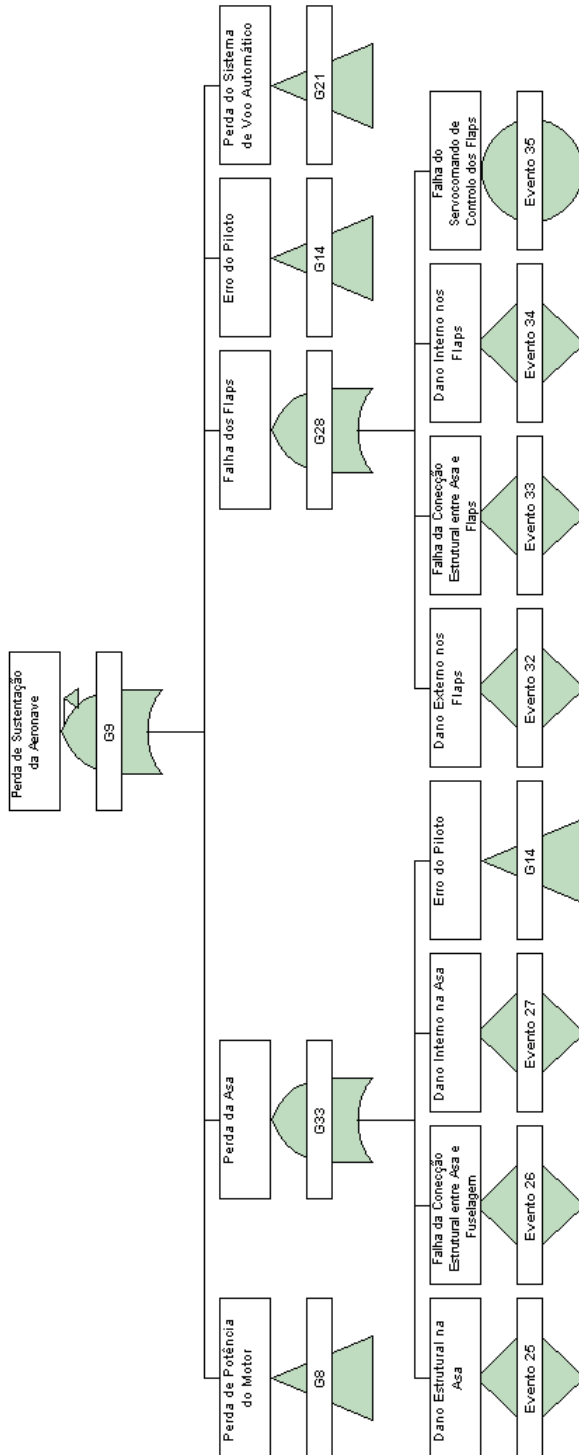 Perda de Sustentação
da Aeronave
G9
Perda de Potência
do Motor
G8
Perda da Asa
G33
Falha dos Flaps
G28
Erro do Piloto
G14
Perda do Sistema
de Voo Automático
G21
Dano Estrutural na
Asa
Evento 25
Falha da Conecção
Estrutural entre Asa e
Fuselagem
Evento 26
Dano Interno na Asa
Evento 27
Erro do Piloto
G14
Dano Externo nos
Flaps
Evento 32
Falha da Conecção
Estrutural entre Asa e
Flaps
Evento 33
Dano Interno nos
Flaps
Evento 34
Falha do
Servocomando de
Controlo dos Flaps
Evento 35